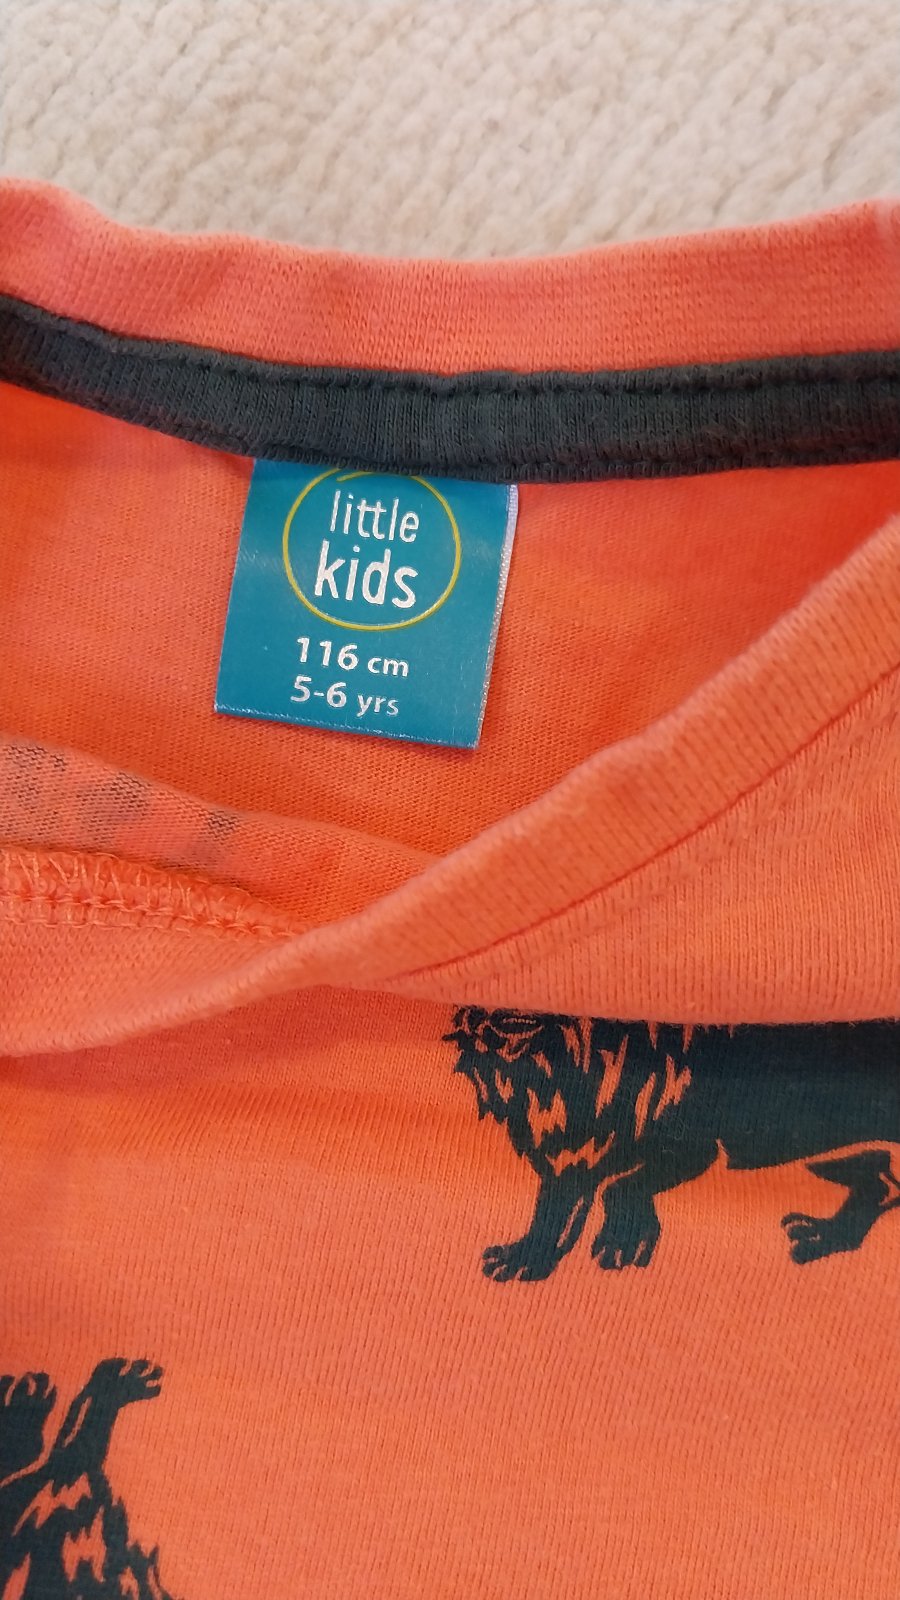 little
kids
116 cm
5-6 yrs